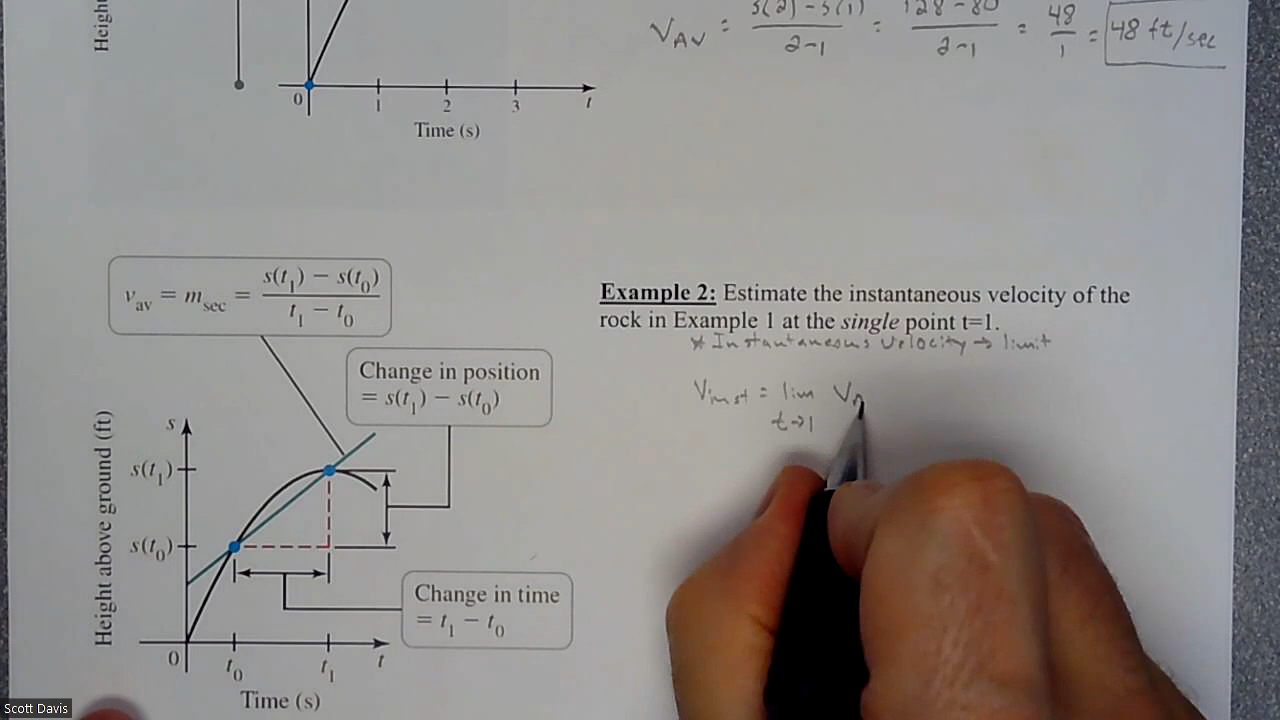 V_AV = s(2) - s(1) / 2-1 = 128 - 80 / 2-1 = 48 / 1 = 48 ft/sec
Height
0 1 2 3 t
Time (s)
v_av = m_sec = s(t_1) − s(t_0) / t_1 − t_0
Example 2: Estimate the instantaneous velocity of the
rock in Example 1 at the single point t=1.
* Instantaneous velocity → limit
V_inst = lim V_A
t→1
Change in position
= s(t_1) − s(t_0)
Height above ground (ft)
s
s(t_1)
s(t_0)
Change in time
= t_1 − t_0
0 t_0 t_1 t
Time (s)
Scott Davis